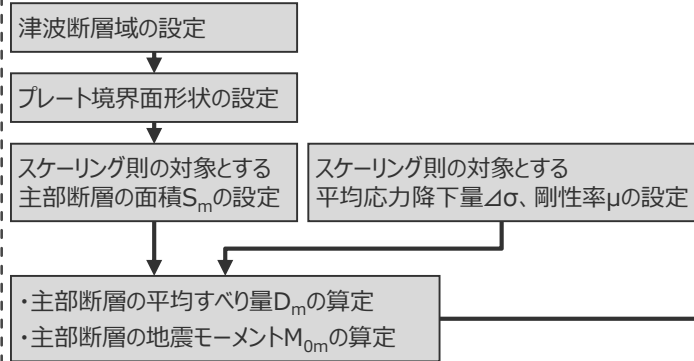 津波断層域の設定
プレート境界面形状の設定
スケーリング則の対象とする
主部断層の面積Smの設定
スケーリング則の対象とする
平均応力降下量⊿σ、剛性率μの設定
・主部断層の平均すべり量Dmの算定
・主部断層の地震モーメントM0mの算定